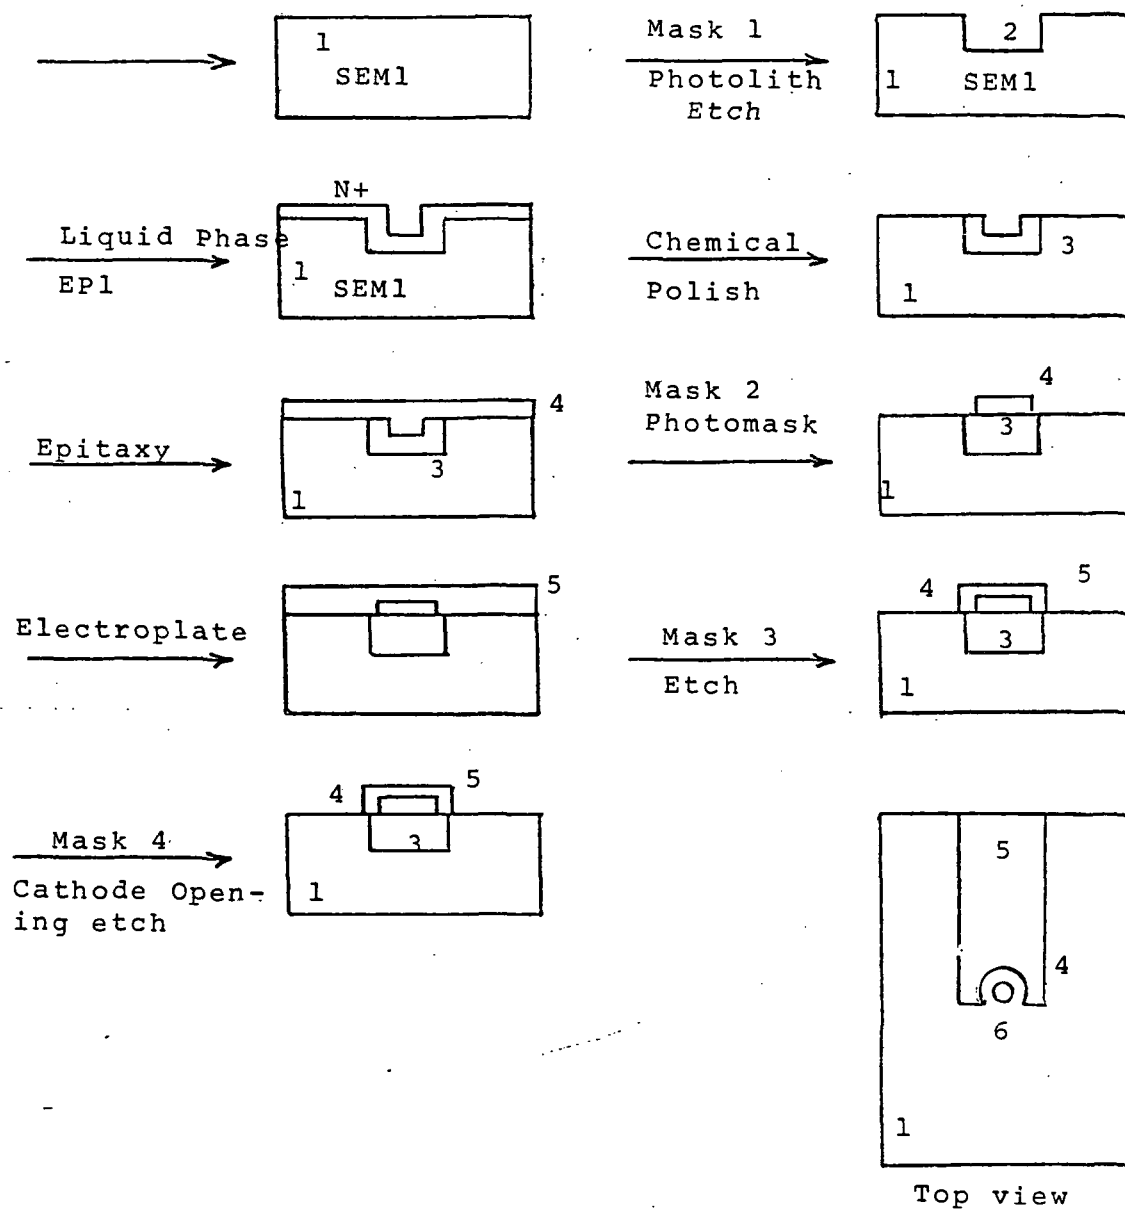 1
SEM1
Mask 1
Photolith
Etch
2
1 SEM1
Liquid Phase
EP1
N+
1
SEM1
Chemical
Polish
3
1
Epitaxy
4
3
1
Mask 2
Photomask
4
3
1
Electroplate
5
Mask 3
Etch
4 5
3
1
Mask 4
Cathode Open-
ing etch
4 5
3
1
5
4
6
1
Top view